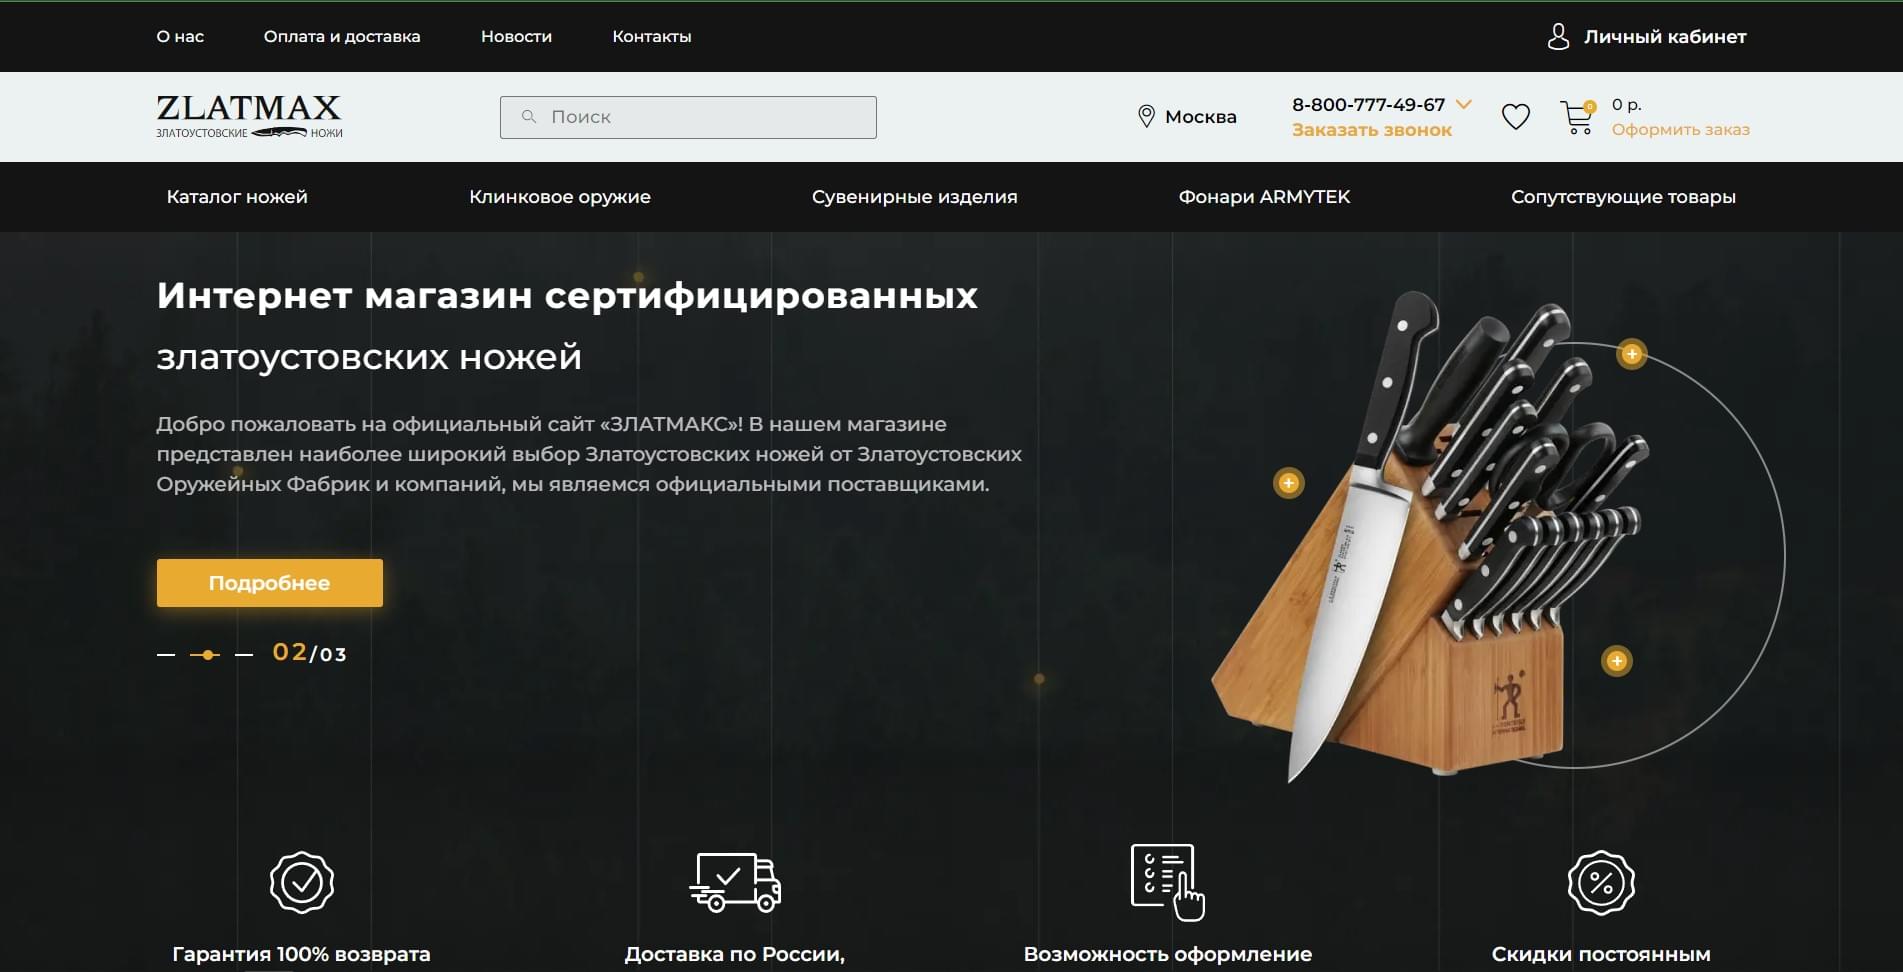 О нас
Оплата и доставка
Новости
Контакты
Личный кабинет
ZLATMAX
ЗЛАТОУСТОВСКИЕ НОЖИ
Поиск
Москва
8-800-777-49-67
Заказать звонок
0
0 р.
Оформить заказ
Каталог ножей
Клинковое оружие
Сувенирные изделия
Фонари ARMYTEK
Сопутствующие товары
Интернет магазин сертифицированных
златоустовских ножей
Добро пожаловать на официальный сайт «ЗЛАТМАКС»! В нашем магазине
представлен наиболее широкий выбор Златоустовских ножей от Златоустовских
Оружейных Фабрик и компаний, мы являемся официальными поставщиками.
Подробнее
02/03
Гарантия 100% возврата
Доставка по России,
Возможность оформление
Скидки постоянным